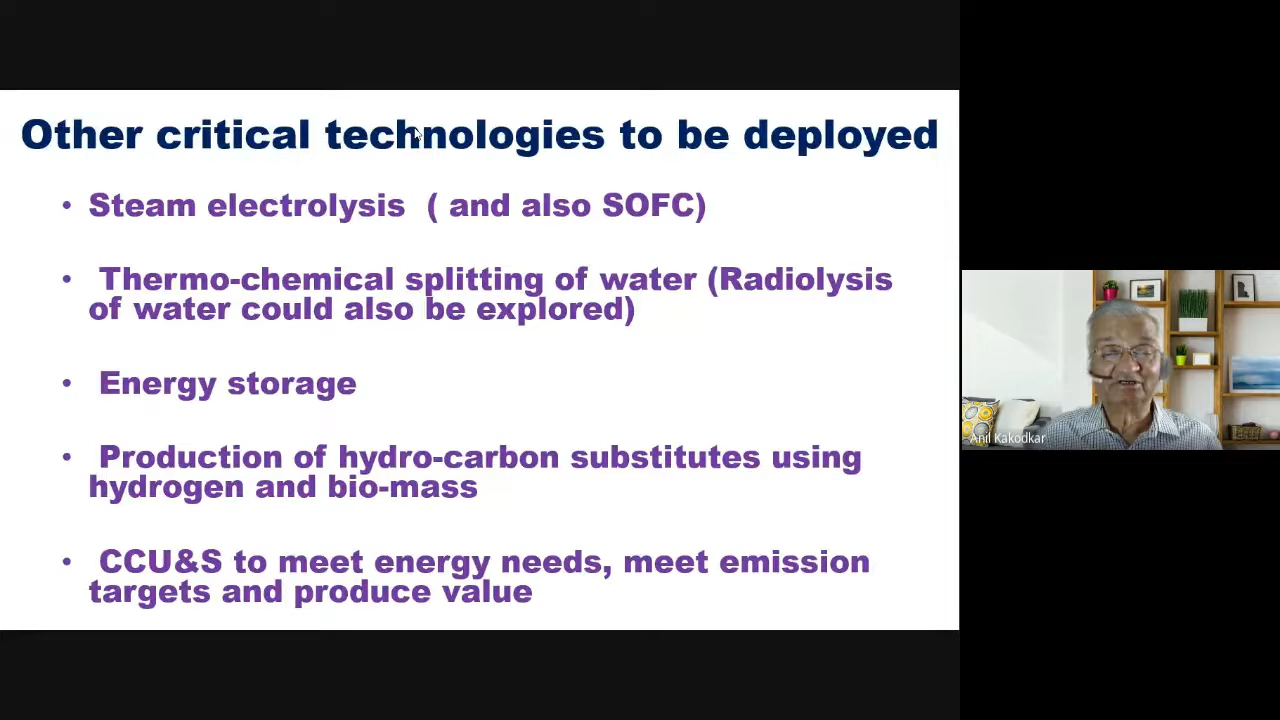 Other critical technologies to be deployed
• Steam electrolysis ( and also SOFC)
• Thermo-chemical splitting of water (Radiolysis
of water could also be explored)
• Energy storage
• Production of hydro-carbon substitutes using
hydrogen and bio-mass
• CCU&S to meet energy needs, meet emission
targets and produce value
Anil Kakodkar